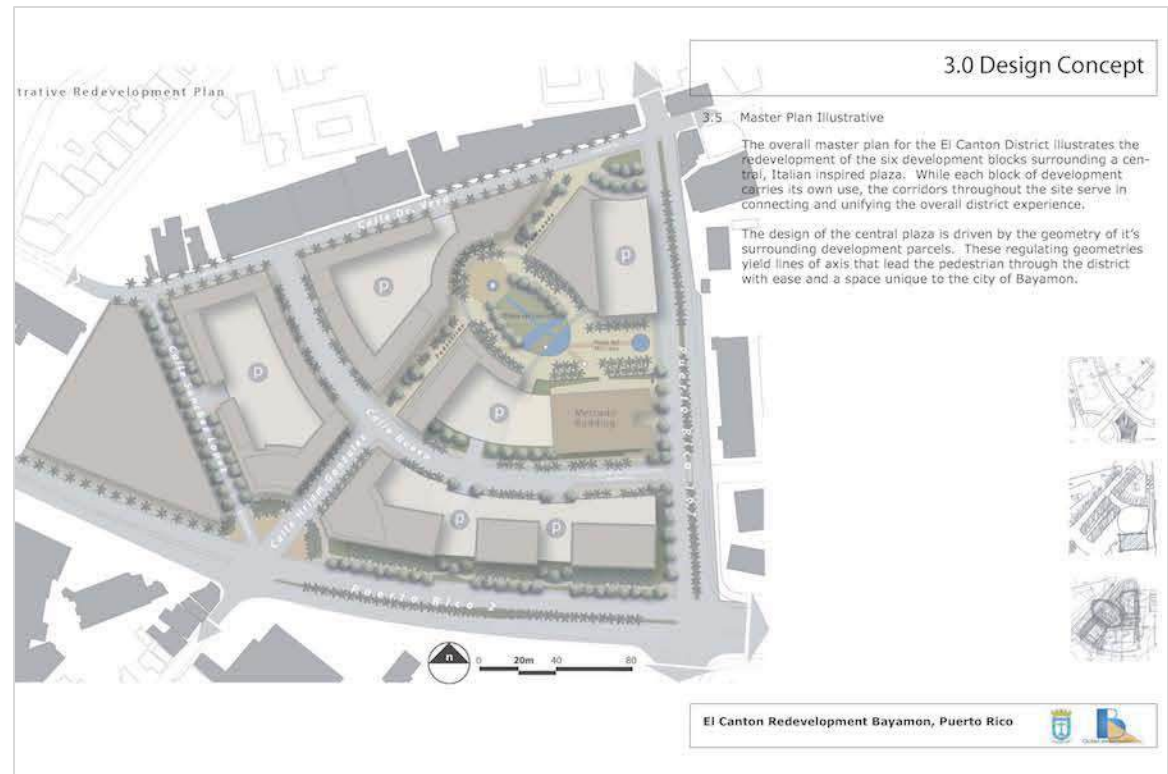 3.0 Design Concept
trative Redevelopment Plan
3.5 Master Plan Illustrative
The overall master plan for the El Canton District illustrates the
redevelopment of the six development blocks surrounding a cen-
tral, Italian inspired plaza. While each block of development
carries its own use, the corridors throughout the site serve in
connecting and unifying the overall district experience.
The design of the central plaza is driven by the geometry of it's
surrounding development parcels. These regulating geometries
yield lines of axis that lead the pedestrian through the district
with ease and a space unique to the city of Bayamon.
P
P
P
P
P
P
Calle Nueva
Mercado
Building
Puerto Rico 167
Puerto Rico 2
n
0 20m 40 80
El Canton Redevelopment Bayamon, Puerto Rico